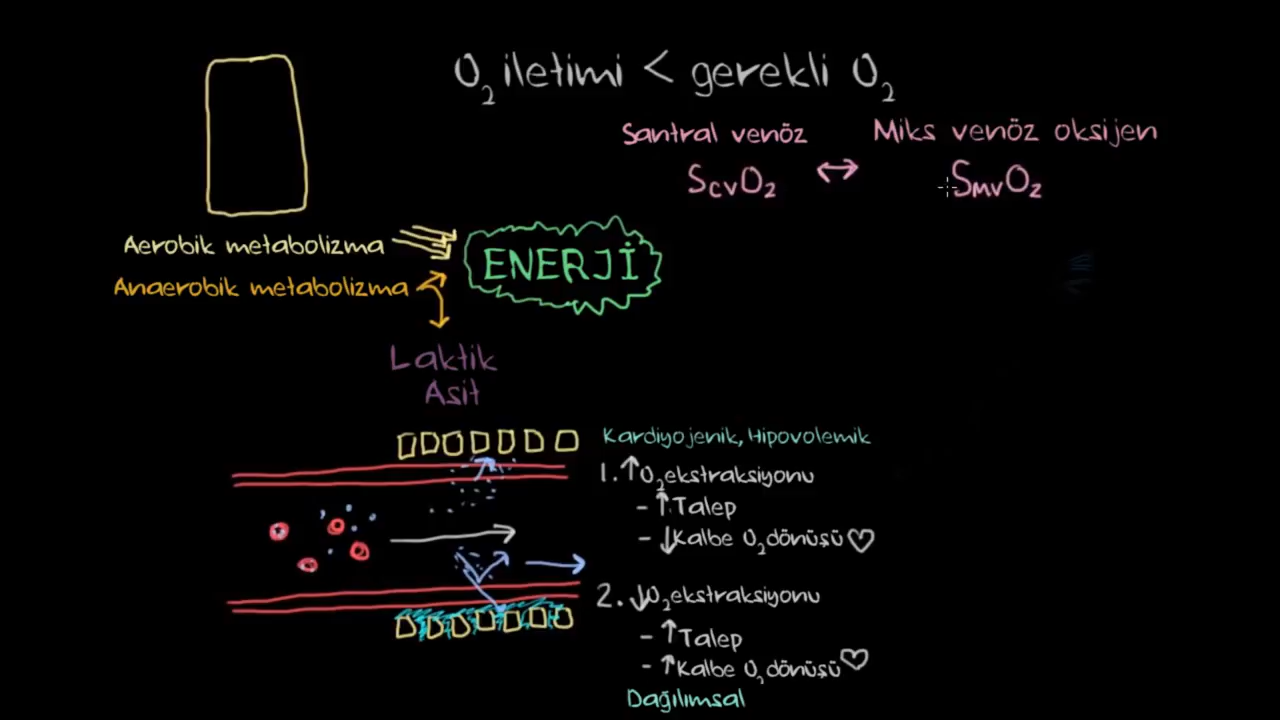 O₂ iletimi < gerekli O₂
Santral venöz
Miks venöz oksijen
ScvO₂ ↔ SmvO₂
Aerobik metabolizma
ENERJİ
Anaerobik metabolizma
Laktik
Asit
Kardiyojenik, Hipovolemik
1. ↑O₂ ekstraksiyonu
- ↑Talep
- ↓Kalbe O₂ dönüşü♡
2. ↓O₂ ekstraksiyonu
- ↑Talep
- ↑Kalbe O₂ dönüşü♡
Dağılımsal